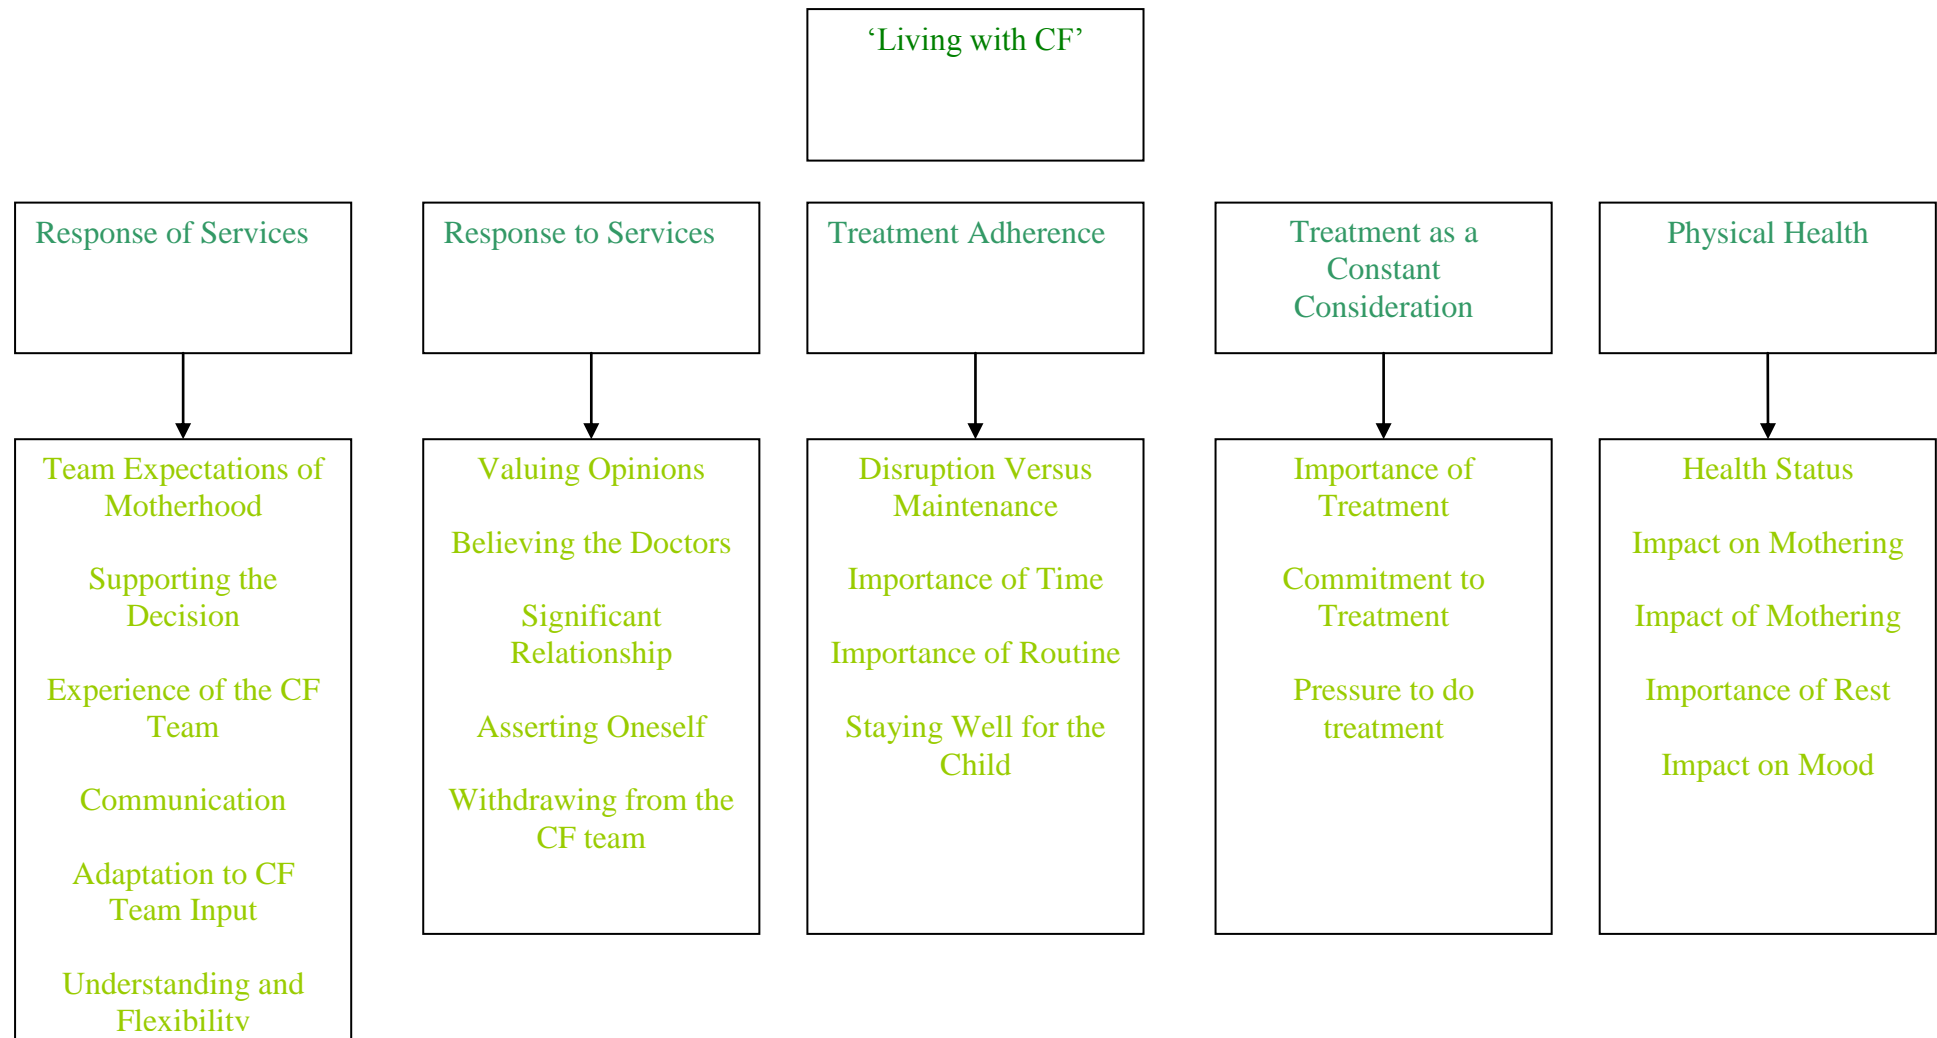 ‘Living with CF’
Response of Services
Response to Services
Treatment Adherence
Treatment as a
Constant
Consideration
Physical Health
Team Expectations of
Motherhood
Supporting the
Decision
Experience of the CF
Team
Communication
Adaptation to CF
Team Input
Understanding and
Flexibility
Valuing Opinions
Believing the Doctors
Significant
Relationship
Asserting Oneself
Withdrawing from the
CF team
Disruption Versus
Maintenance
Importance of Time
Importance of Routine
Staying Well for the
Child
Importance of
Treatment
Commitment to
Treatment
Pressure to do
treatment
Health Status
Impact on Mothering
Impact of Mothering
Importance of Rest
Impact on Mood